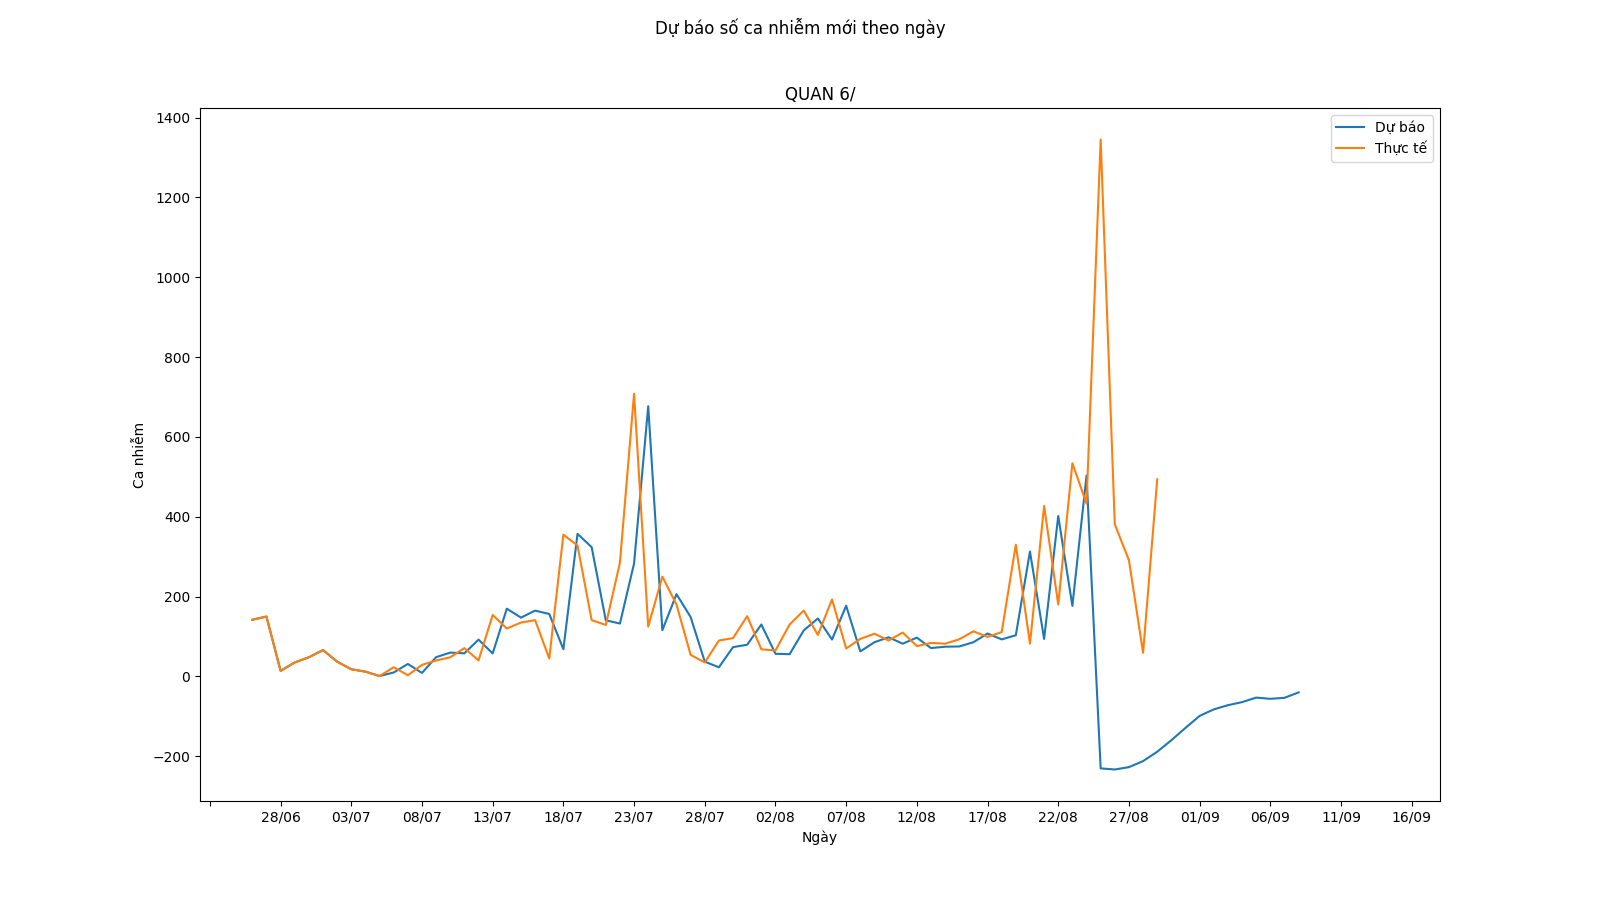 Dự báo số ca nhiễm mới theo ngày
QUAN 6/
Dự báo
Thực tế
1400
1200
1000
800
600
400
200
0
−200
Ca nhiễm
28/06 03/07 08/07 13/07 18/07 23/07 28/07 02/08 07/08 12/08 17/08 22/08 27/08 01/09 06/09 11/09 16/09
Ngày